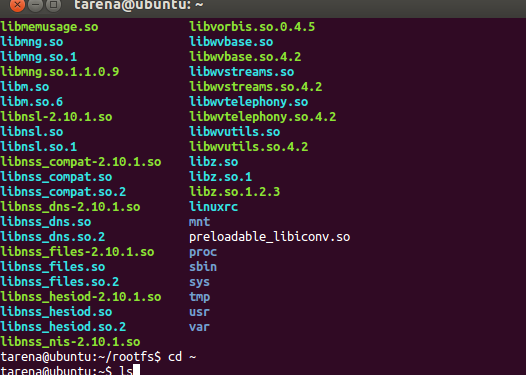 tarena@ubuntu: ~
libmemusage.so libvorbis.so.0.4.5
libmng.so libwvbase.so
libmng.so.1 libwvbase.so.4.2
libmng.so.1.1.0.9 libwvstreams.so
libm.so libwvstreams.so.4.2
libm.so.6 libwvtelephony.so
libnsl-2.10.1.so libwvtelephony.so.4.2
libnsl.so libwvutils.so
libnsl.so.1 libwvutils.so.4.2
libnss_compat-2.10.1.so libz.so
libnss_compat.so libz.so.1
libnss_compat.so.2 libz.so.1.2.3
libnss_dns-2.10.1.so linuxrc
libnss_dns.so mnt
libnss_dns.so.2 preloadable_libiconv.so
libnss_files-2.10.1.so proc
libnss_files.so sbin
libnss_files.so.2 sys
libnss_hesiod-2.10.1.so tmp
libnss_hesiod.so usr
libnss_hesiod.so.2 var
libnss_nis-2.10.1.so
tarena@ubuntu:~/rootfs$ cd ~
tarena@ubuntu:~$ ls